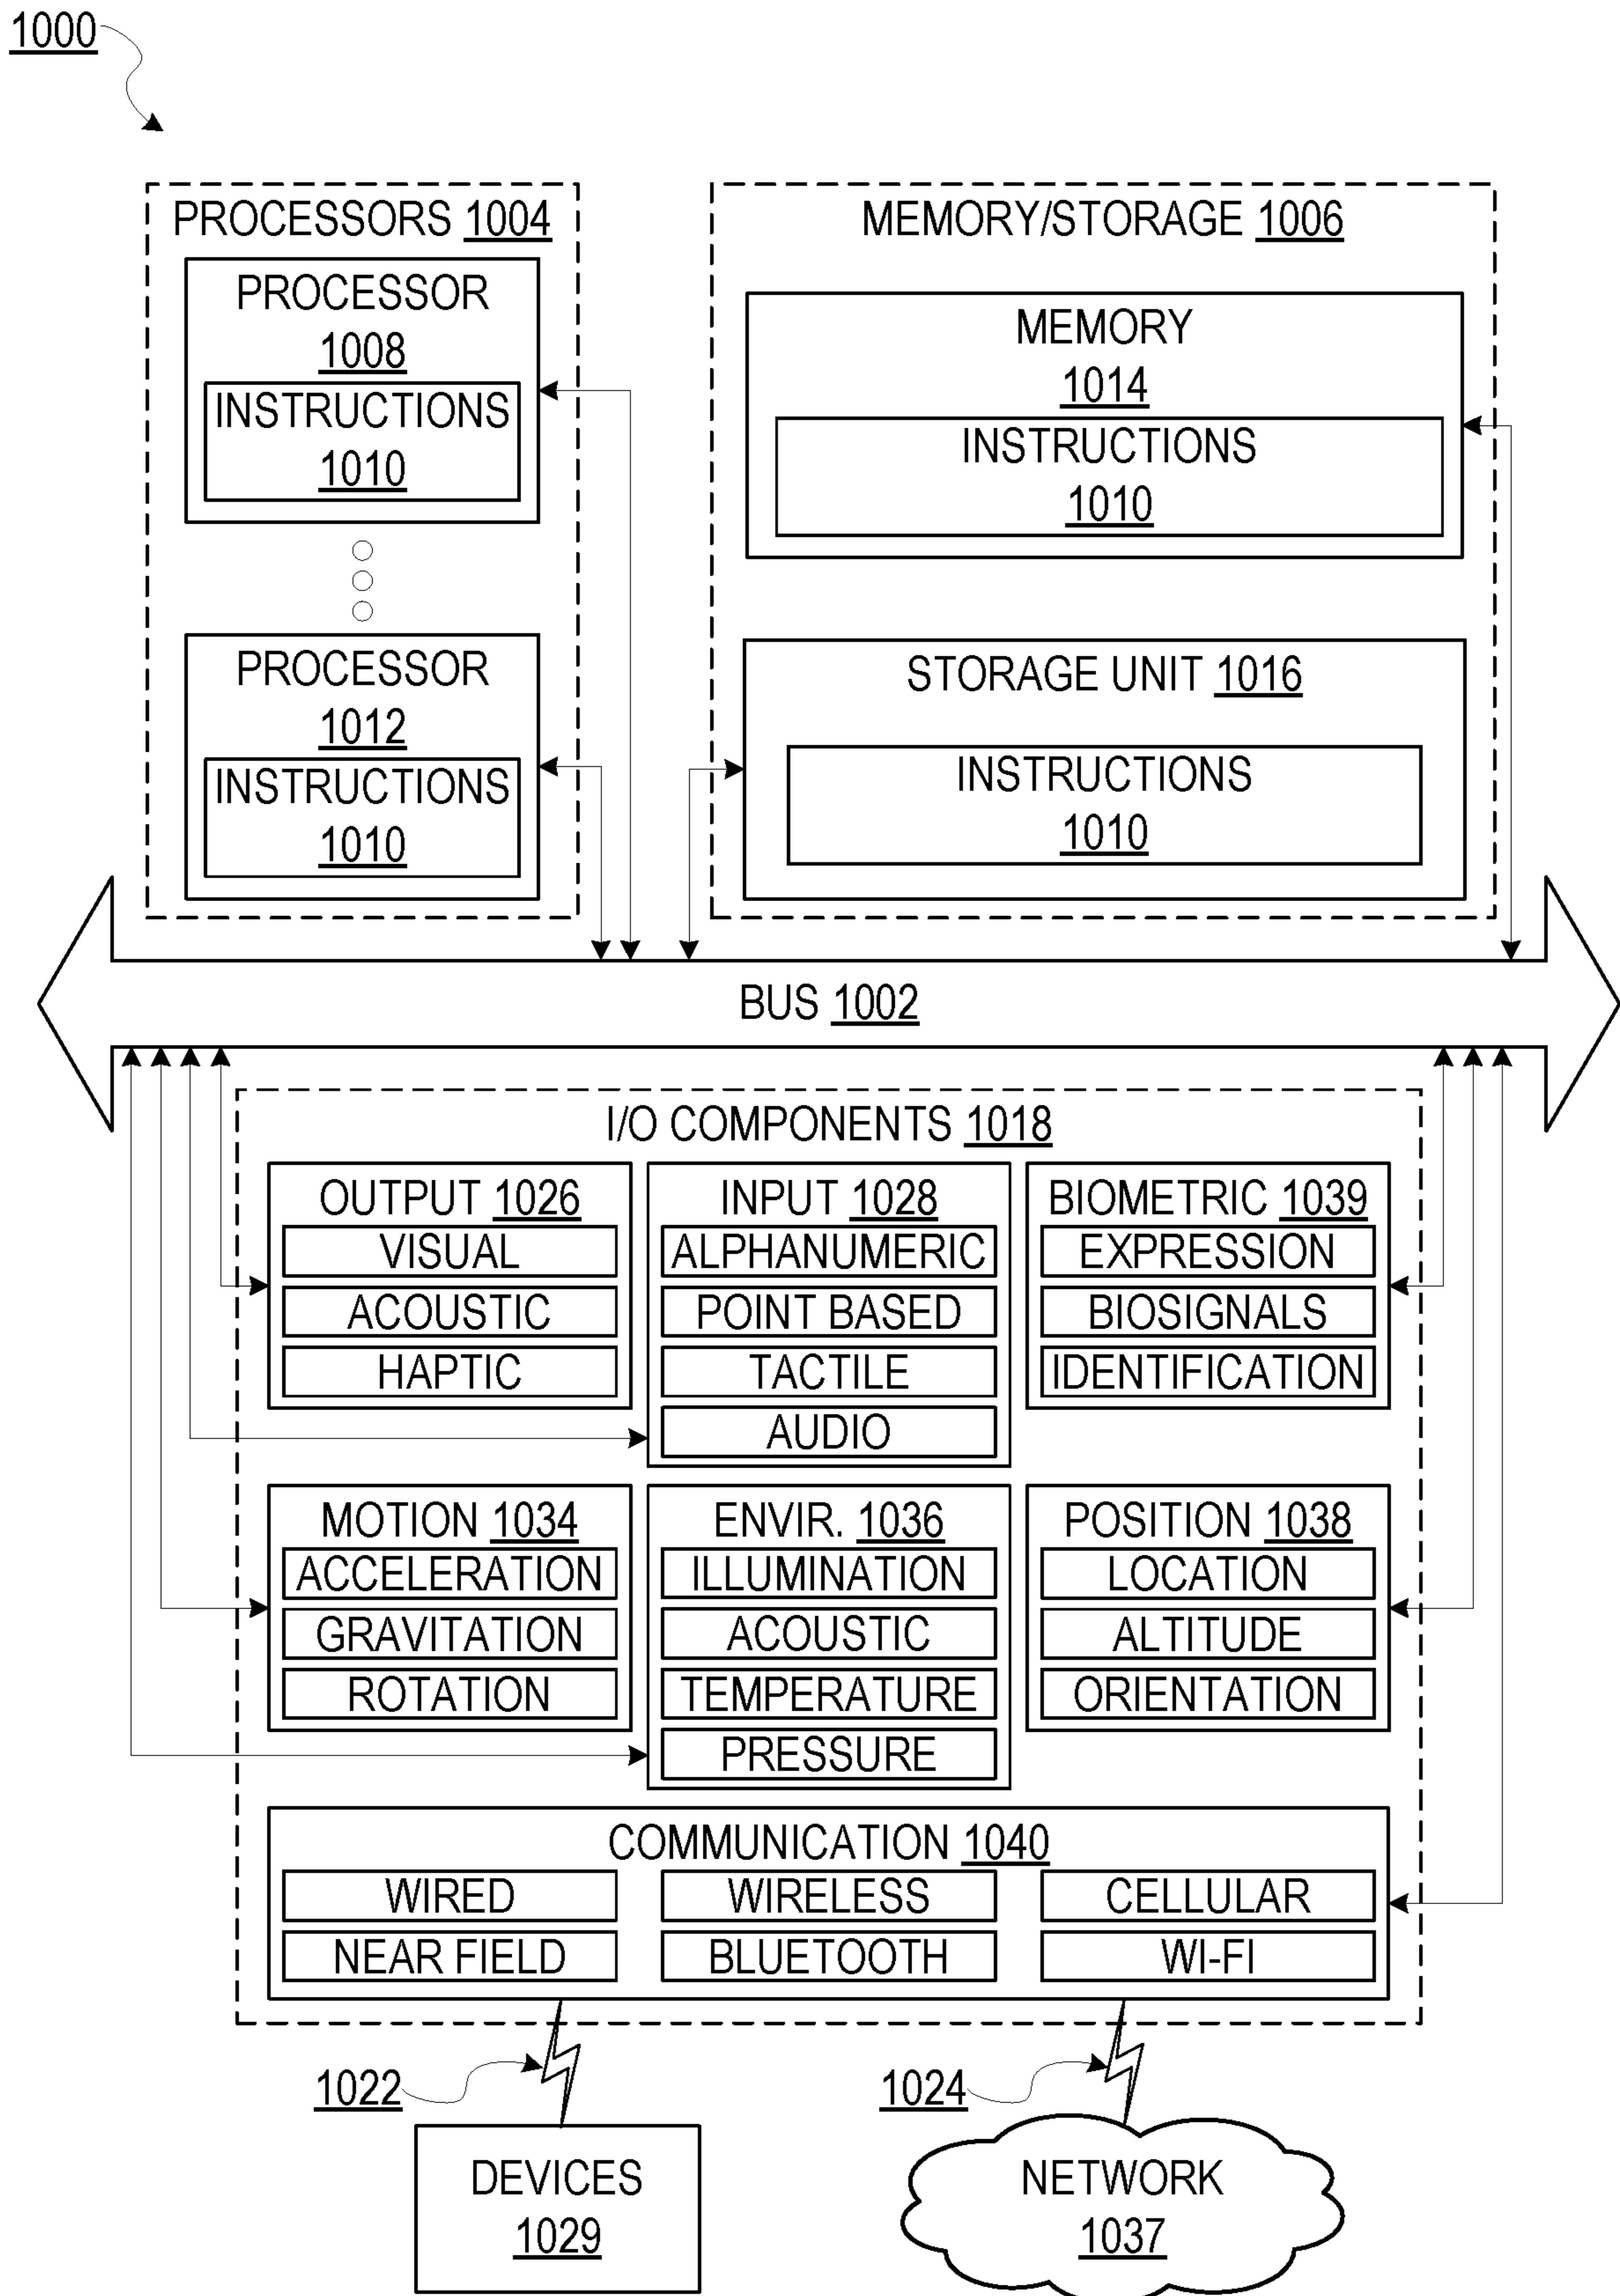 1000
PROCESSORS 1004
PROCESSOR
1008
INSTRUCTIONS
1010
PROCESSOR
1012
INSTRUCTIONS
1010
MEMORY/STORAGE 1006
MEMORY
1014
INSTRUCTIONS
1010
STORAGE UNIT 1016
INSTRUCTIONS
1010
BUS 1002
I/O COMPONENTS 1018
OUTPUT 1026
VISUAL
ACOUSTIC
HAPTIC
INPUT 1028
ALPHANUMERIC
POINT BASED
TACTILE
AUDIO
BIOMETRIC 1039
EXPRESSION
BIOSIGNALS
IDENTIFICATION
MOTION 1034
ACCELERATION
GRAVITATION
ROTATION
ENVIR. 1036
ILLUMINATION
ACOUSTIC
TEMPERATURE
PRESSURE
POSITION 1038
LOCATION
ALTITUDE
ORIENTATION
COMMUNICATION 1040
WIRED
WIRELESS
CELLULAR
NEAR FIELD
BLUETOOTH
WI-FI
1022
1024
DEVICES
1029
NETWORK
1037